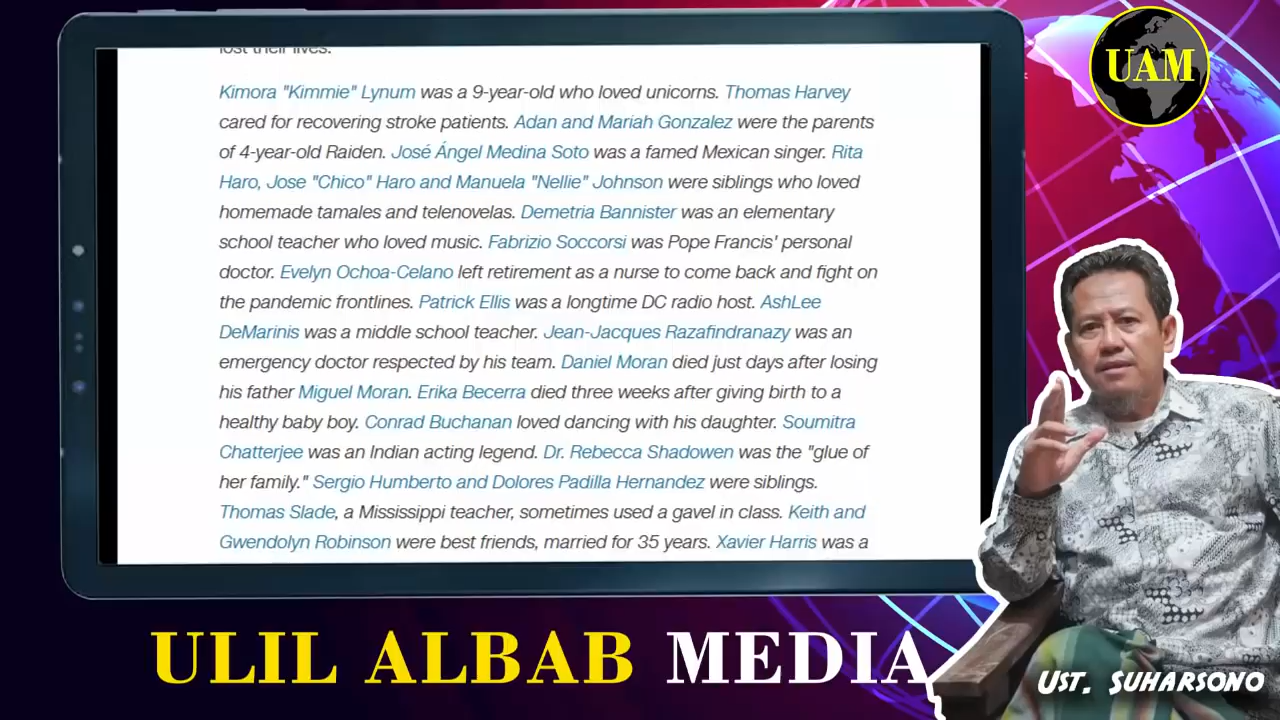 lost their lives.
Kimora "Kimmie" Lynum was a 9-year-old who loved unicorns. Thomas Harvey
cared for recovering stroke patients. Adan and Mariah Gonzalez were the parents
of 4-year-old Raiden. José Ángel Medina Soto was a famed Mexican singer. Rita
Haro, Jose "Chico" Haro and Manuela "Nellie" Johnson were siblings who loved
homemade tamales and telenovelas. Demetria Bannister was an elementary
school teacher who loved music. Fabrizio Soccorsi was Pope Francis' personal
doctor. Evelyn Ochoa-Celano left retirement as a nurse to come back and fight on
the pandemic frontlines. Patrick Ellis was a longtime DC radio host. AshLee
DeMarinis was a middle school teacher. Jean-Jacques Razafindranazy was an
emergency doctor respected by his team. Daniel Moran died just days after losing
his father Miguel Moran. Erika Becerra died three weeks after giving birth to a
healthy baby boy. Conrad Buchanan loved dancing with his daughter. Soumitra
Chatterjee was an Indian acting legend. Dr. Rebecca Shadowen was the "glue of
her family." Sergio Humberto and Dolores Padilla Hernandez were siblings.
Thomas Slade, a Mississippi teacher, sometimes used a gavel in class. Keith and
Gwendolyn Robinson were best friends, married for 35 years. Xavier Harris was a
UAM
ULIL ALBAB MEDIA
UST. SUHARSONO